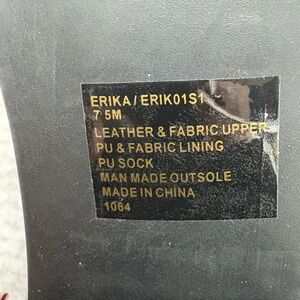 ERIKA / ERIK01S1
7 5M
LEATHER & FABRIC UPPER
PU & FABRIC LINING
PU SOCK
MAN MADE OUTSOLE
MADE IN CHINA
1064